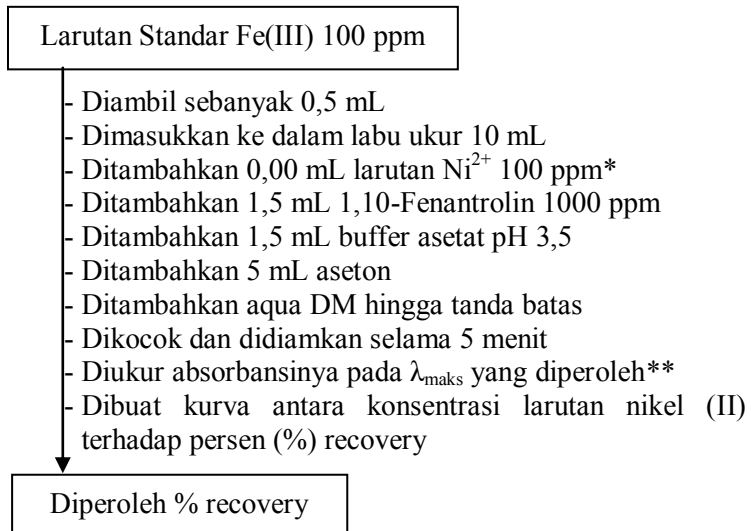 Larutan Standar Fe(III) 100 ppm
- Diambil sebanyak 0,5 mL
- Dimasukkan ke dalam labu ukur 10 mL
- Ditambahkan 0,00 mL larutan Ni²⁺ 100 ppm*
- Ditambahkan 1,5 mL 1,10-Fenantrolin 1000 ppm
- Ditambahkan 1,5 mL buffer asetat pH 3,5
- Ditambahkan 5 mL aseton
- Ditambahkan aqua DM hingga tanda batas
- Dikocok dan didiamkan selama 5 menit
- Diukur absorbansinya pada λmaks yang diperoleh**
- Dibuat kurva antara konsentrasi larutan nikel (II)
terhadap persen (%) recovery
Diperoleh % recovery